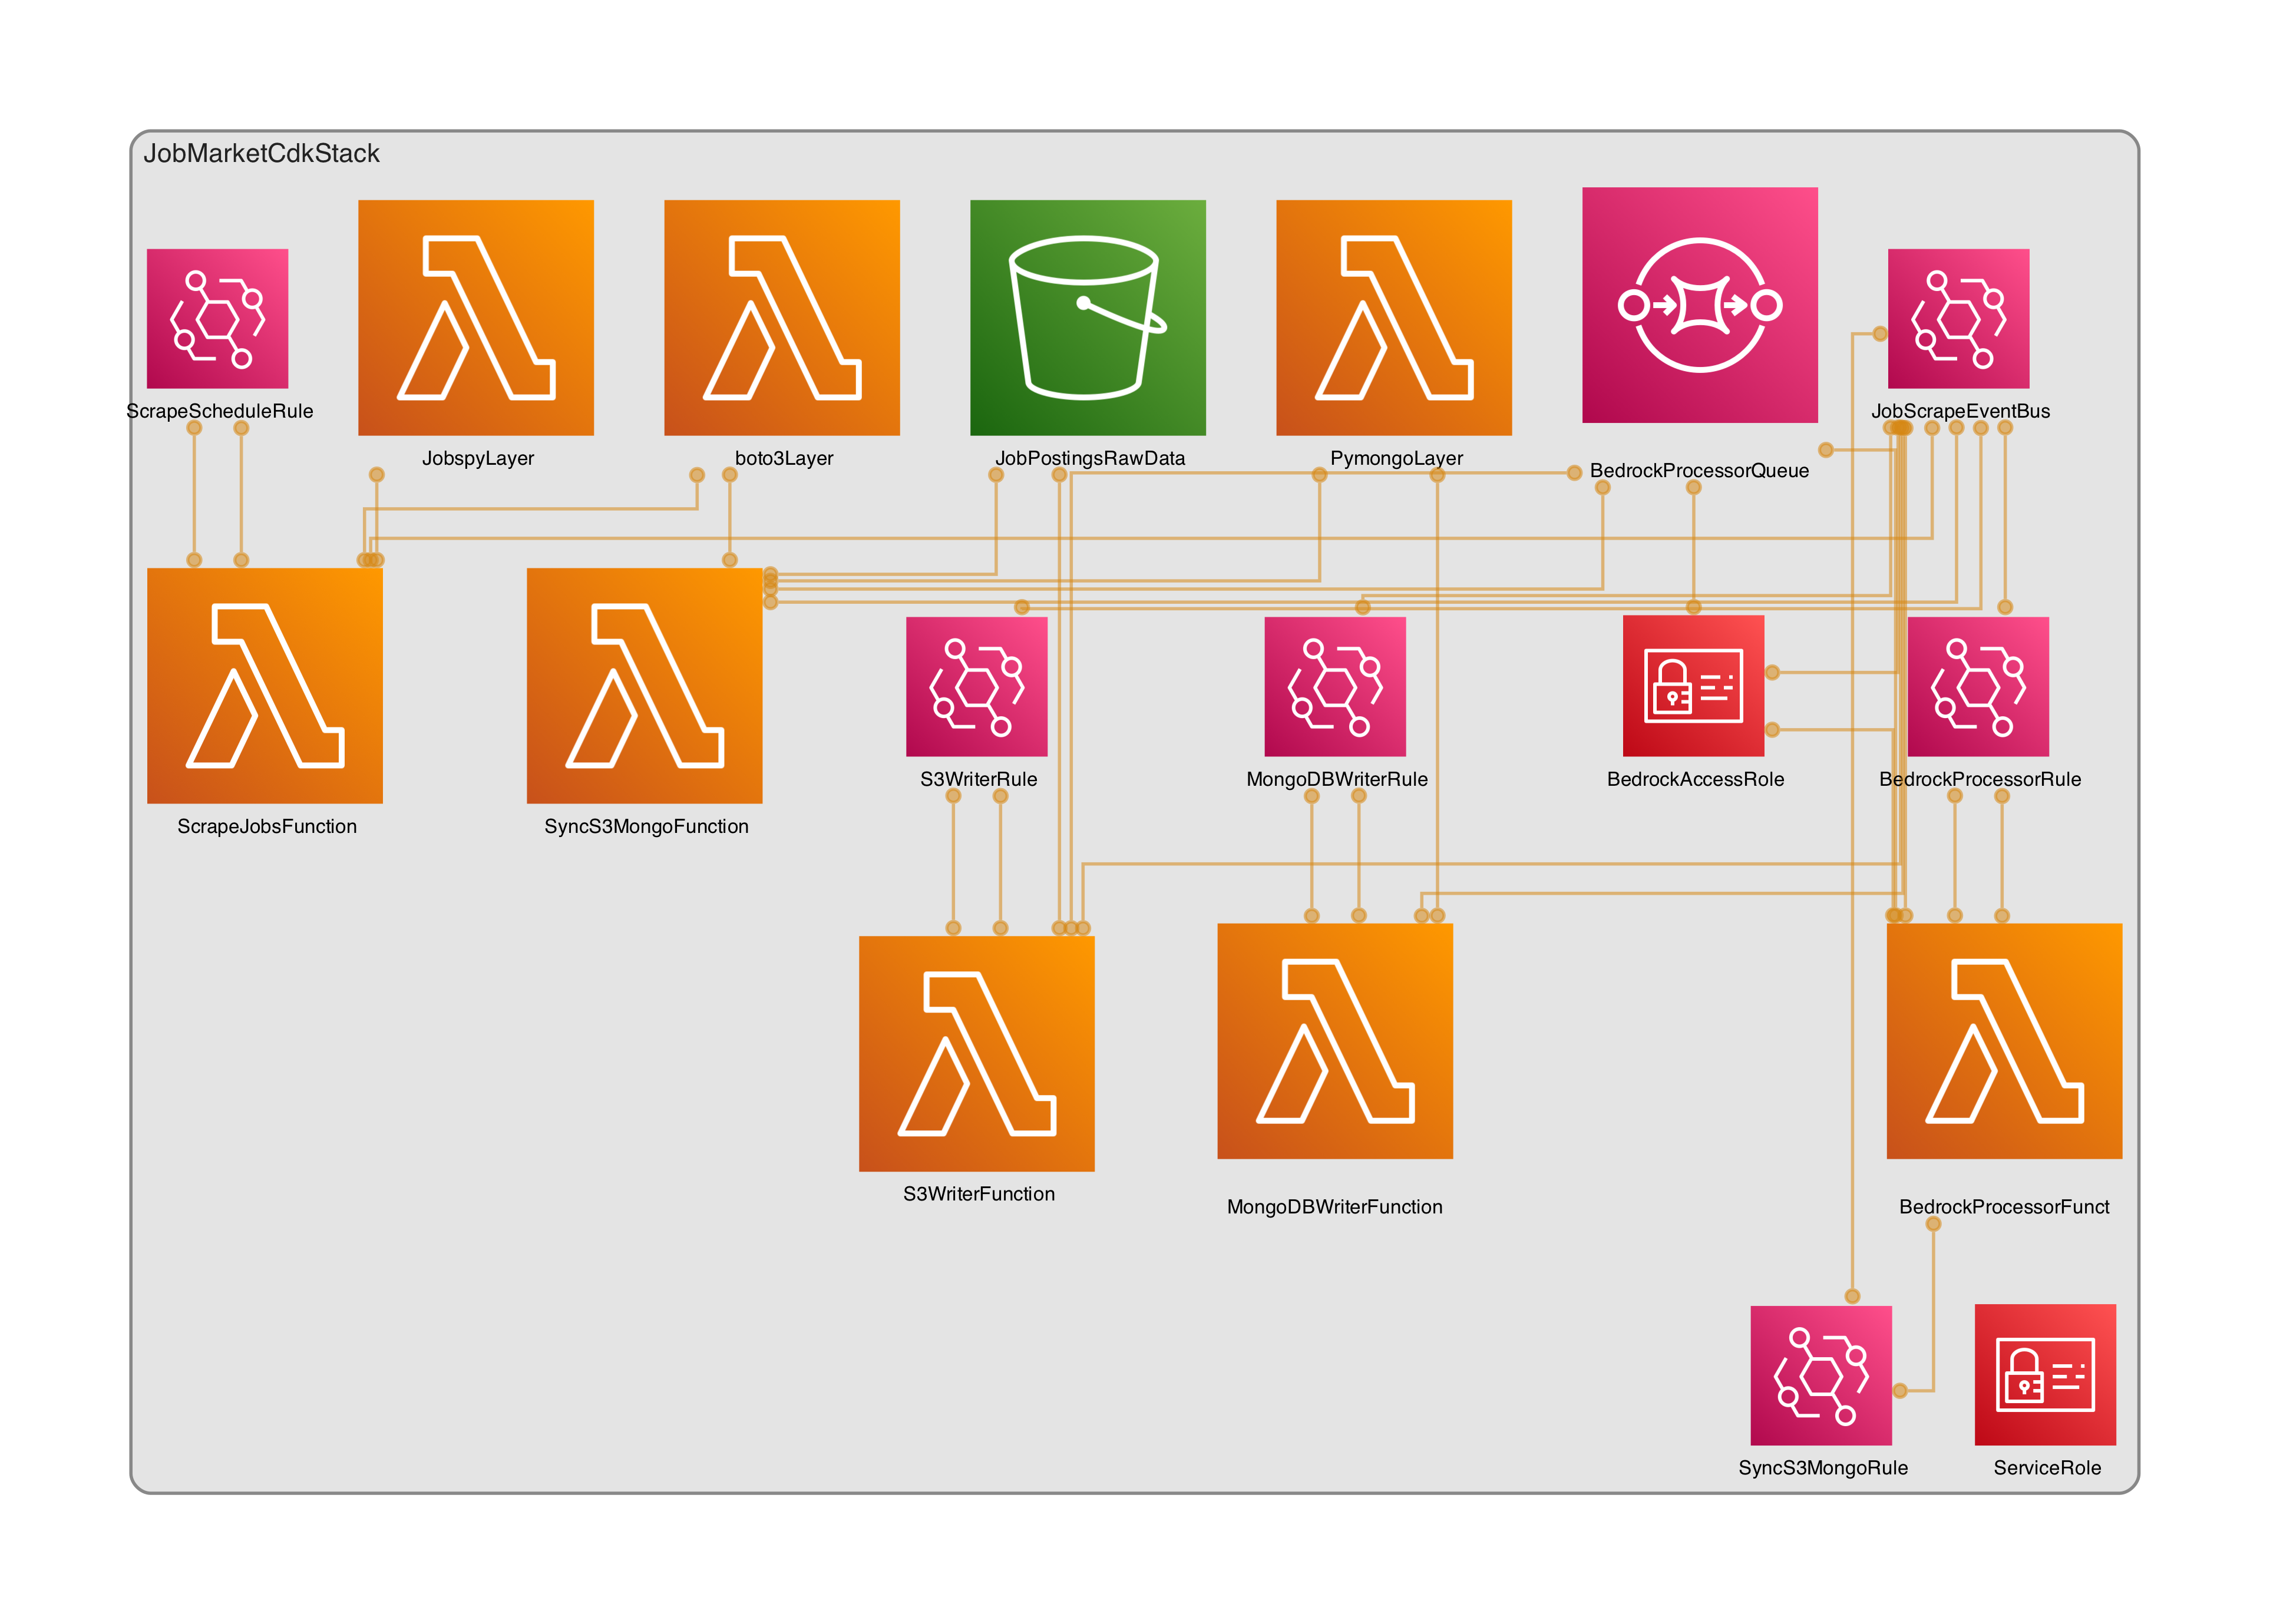 JobMarketCdkStack
ScrapeScheduleRule
JobspyLayer
boto3Layer
JobPostingsRawData
PymongoLayer
BedrockProcessorQueue
JobScrapeEventBus
ScrapeJobsFunction
SyncS3MongoFunction
S3WriterRule
MongoDBWriterRule
BedrockAccessRole
BedrockProcessorRule
S3WriterFunction
MongoDBWriterFunction
BedrockProcessorFunct
SyncS3MongoRule
ServiceRole